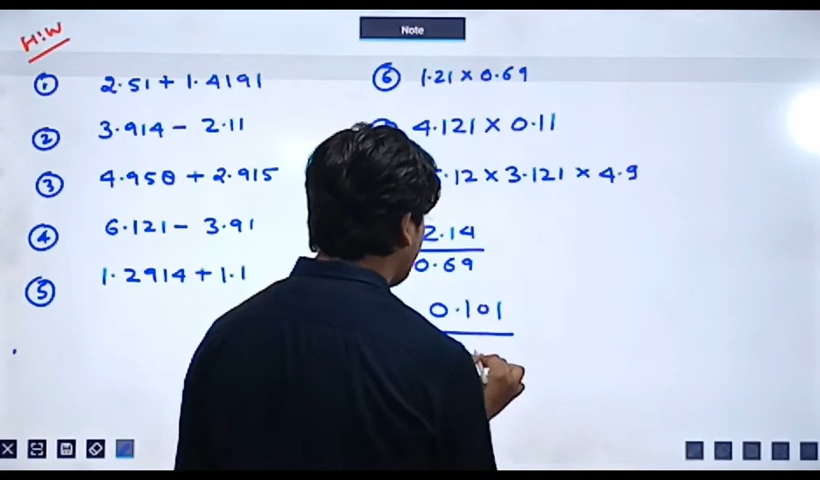 Note
H.W
① 2.51 + 1.4191
② 3.914 - 2.11
③ 4.958 + 2.915
④ 6.121 - 3.91
⑤ 1.2914 + 1.1
⑥ 1.21 × 0.69
4.121 × 0.11
.12 × 3.121 × 4.9
2.14
0.69
0.101